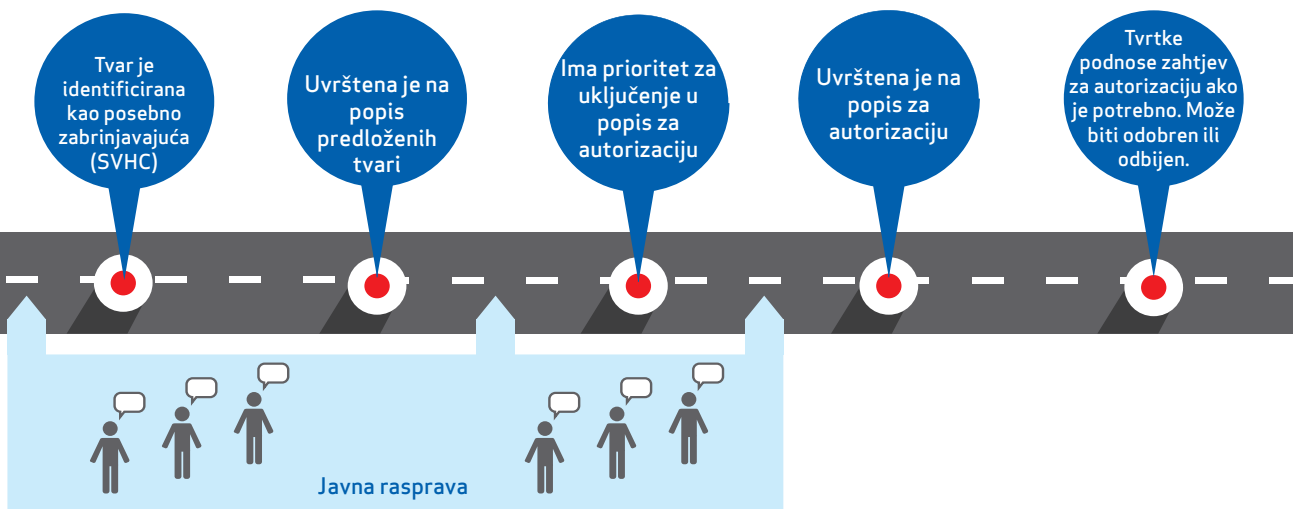 Tvar je
identificirana
kao posebno
zabrinjavajuća
(SVHC)
Uvrštena je na
popis
predloženih
tvari
Ima prioritet za
uključenje u
popis za
autorizaciju
Uvrštena je na
popis za
autorizaciju
Tvrtke
podnose zahtjev
za autorizaciju ako
je potrebno. Može
biti odobren ili
odbijen.
Javna rasprava